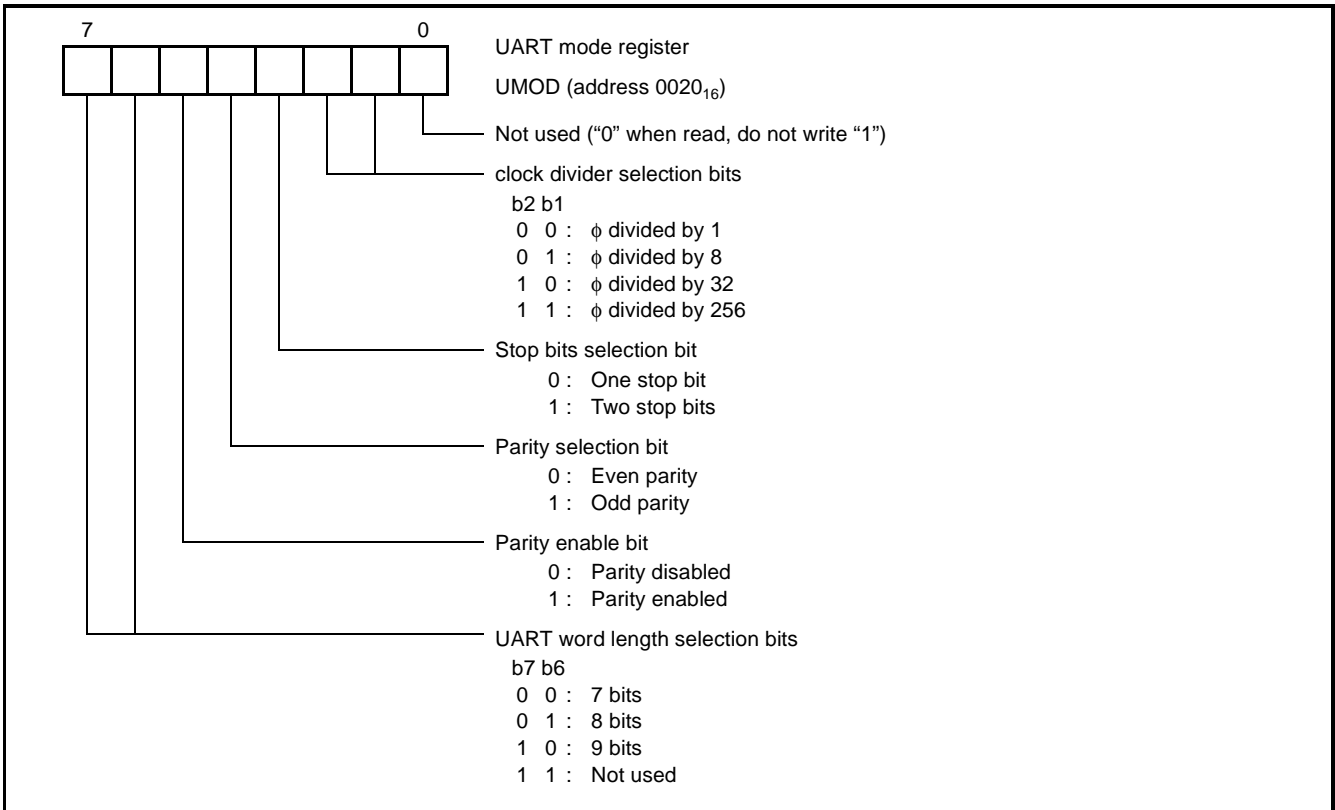 7 0
UART mode register
UMOD (address 0020₁₆)
Not used (“0” when read, do not write “1”)
clock divider selection bits
b2 b1
0 0 : ϕ divided by 1
0 1 : ϕ divided by 8
1 0 : ϕ divided by 32
1 1 : ϕ divided by 256
Stop bits selection bit
0 : One stop bit
1 : Two stop bits
Parity selection bit
0 : Even parity
1 : Odd parity
Parity enable bit
0 : Parity disabled
1 : Parity enabled
UART word length selection bits
b7 b6
0 0 : 7 bits
0 1 : 8 bits
1 0 : 9 bits
1 1 : Not used